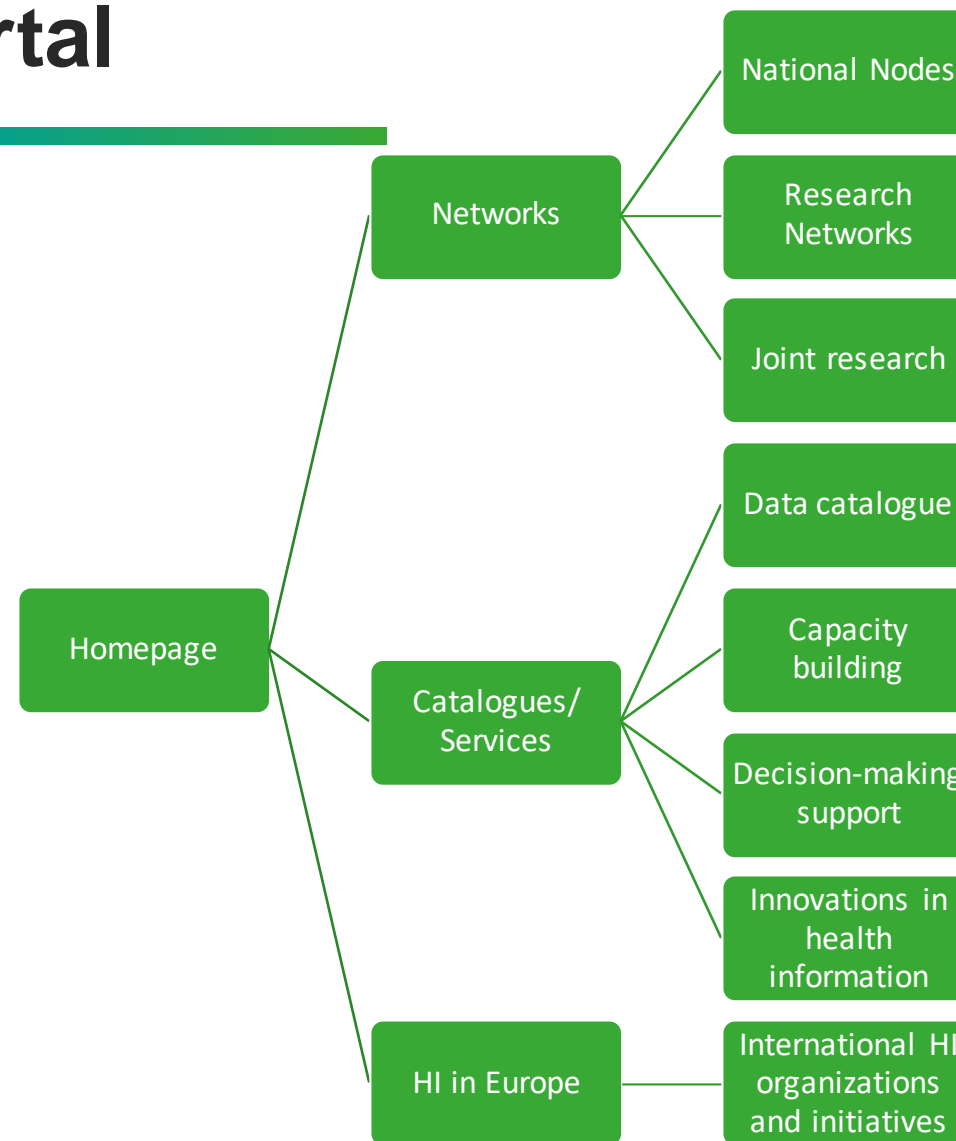 rtal
National Nodes
Networks
Research
Networks
Joint research
Data catalogue
Homepage
Capacity
building
Catalogues/
Services
Decision-making
support
Innovations in
health
information
HI in Europe
International HI
organizations
and initiatives